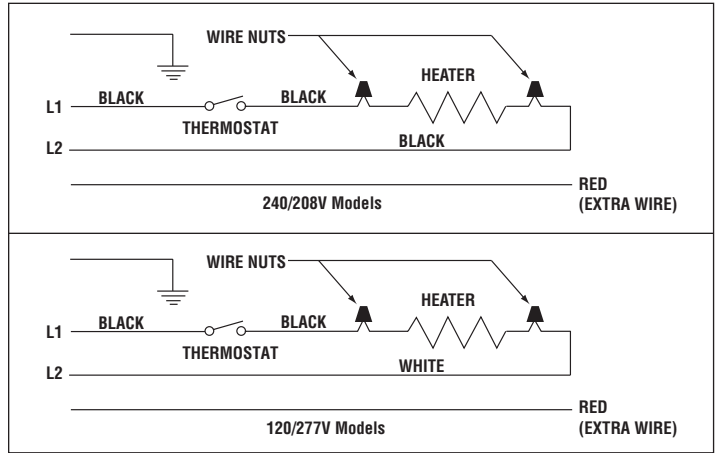 WIRE NUTS
HEATER
L1 BLACK BLACK
THERMOSTAT
L2 BLACK
RED
240/208V Models (EXTRA WIRE)
WIRE NUTS
HEATER
L1 BLACK BLACK
THERMOSTAT
L2 WHITE
RED
120/277V Models (EXTRA WIRE)